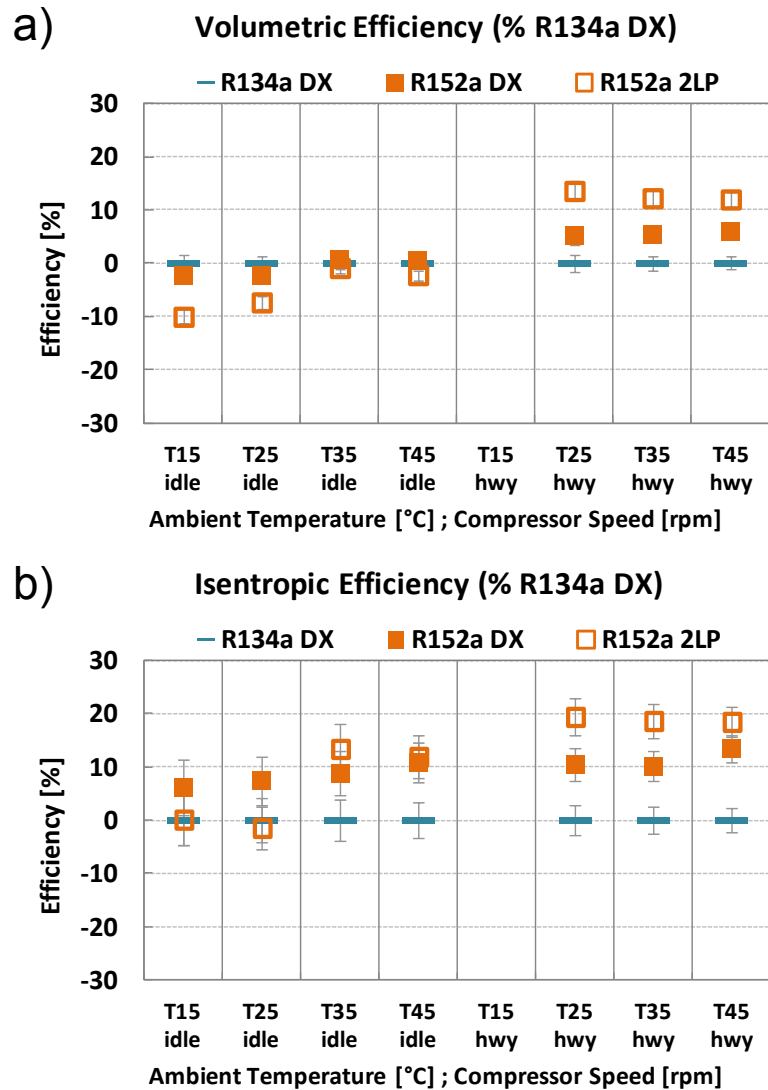 a)
Volumetric Efficiency (% R134a DX)
R134a DX R152a DX R152a 2LP
30
20
10
0
-10
-20
-30
Efficiency [%]
T15 T25 T35 T45 T15 T25 T35 T45
idle idle idle idle hwy hwy hwy hwy
Ambient Temperature [°C] ; Compressor Speed [rpm]
b)
Isentropic Efficiency (% R134a DX)
R134a DX R152a DX R152a 2LP
30
20
10
0
-10
-20
-30
Efficiency [%]
T15 T25 T35 T45 T15 T25 T35 T45
idle idle idle idle hwy hwy hwy hwy
Ambient Temperature [°C] ; Compressor Speed [rpm]